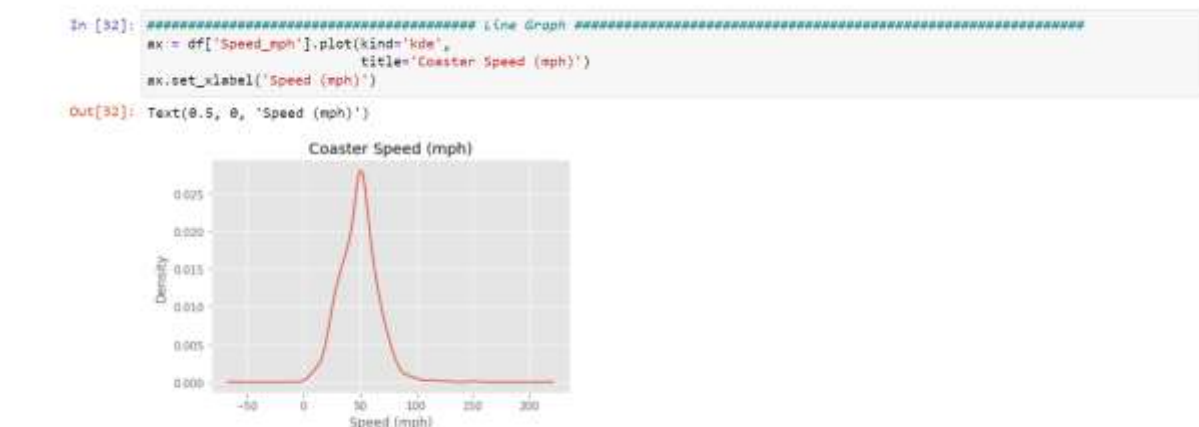 In [32]: ######################################## Line Graph ##############################################################
ax = df['Speed_mph'].plot(kind='kde',
title='Coaster Speed (mph)')
ax.set_xlabel('Speed (mph)')
Out[32]: Text(0.5, 0, 'Speed (mph)')
Coaster Speed (mph)
0.025
0.020
0.015
0.010
0.005
0.000
Density
-50 0 50 100 150 200
Speed (mph)